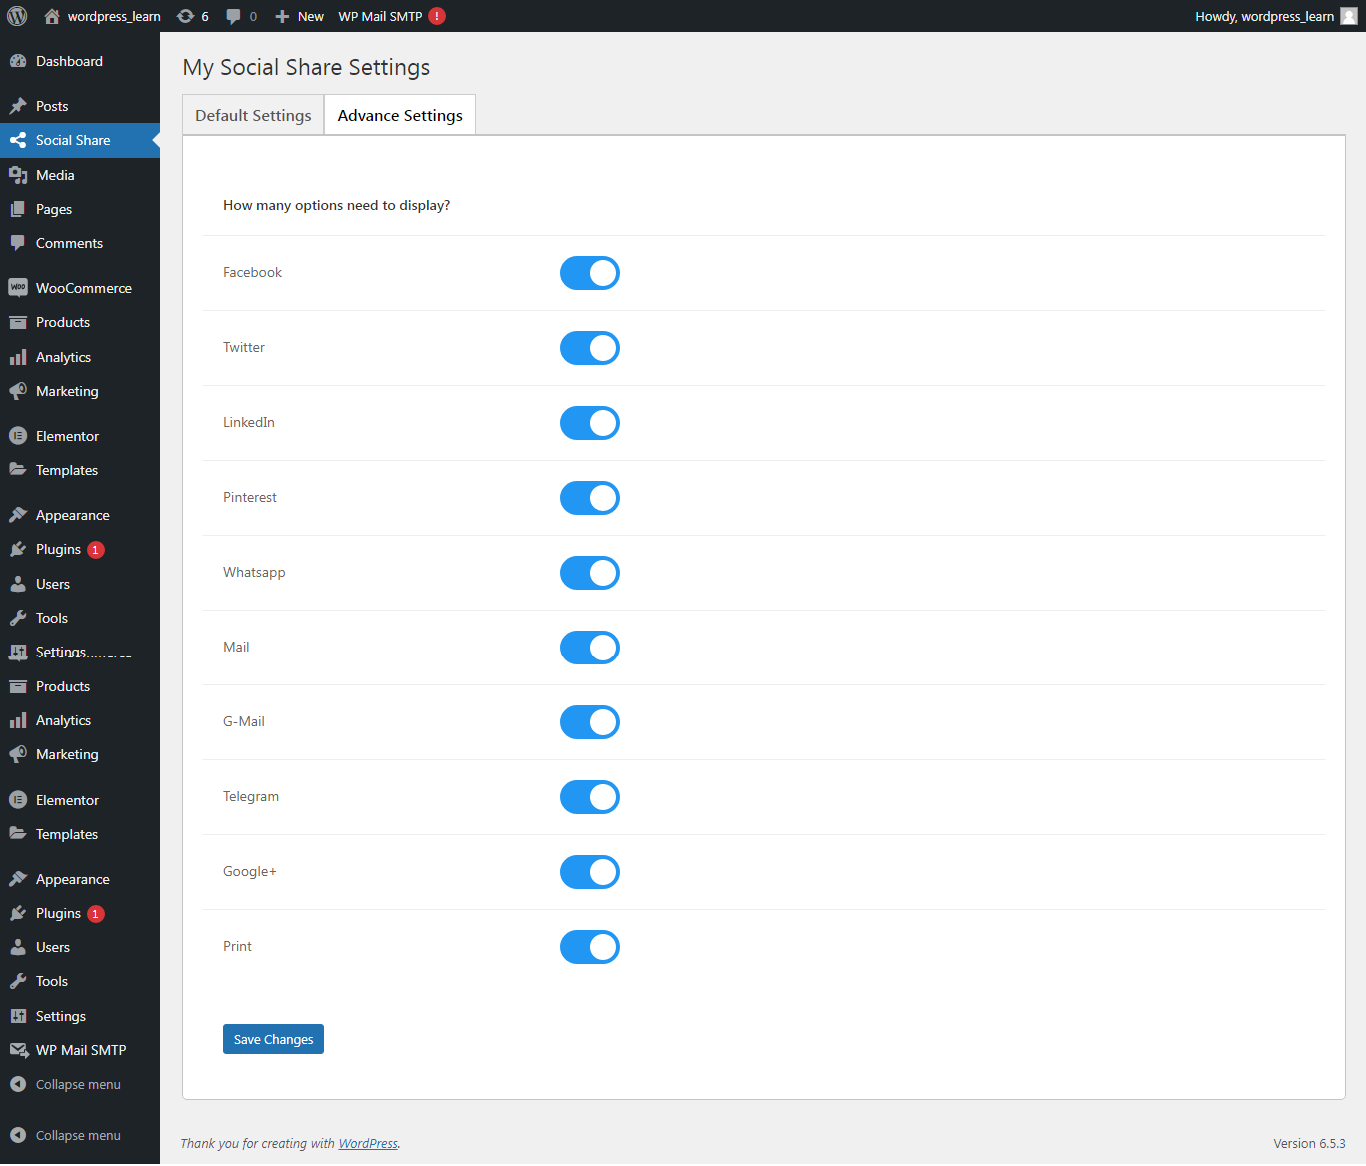 wordpress_learn
6
0
New
WP Mail SMTP
!
Howdy, wordpress_learn
Dashboard
Posts
Social Share
Media
Pages
Comments
WooCommerce
Products
Analytics
Marketing
Elementor
Templates
Appearance
Plugins 1
Users
Tools
Settings
Products
Analytics
Marketing
Elementor
Templates
Appearance
Plugins 1
Users
Tools
Settings
WP Mail SMTP
Collapse menu
Collapse menu
My Social Share Settings
Default Settings
Advance Settings
How many options need to display?
Facebook
Twitter
LinkedIn
Pinterest
Whatsapp
Mail
G-Mail
Telegram
Google+
Print
Save Changes
Thank you for creating with WordPress.
Version 6.5.3